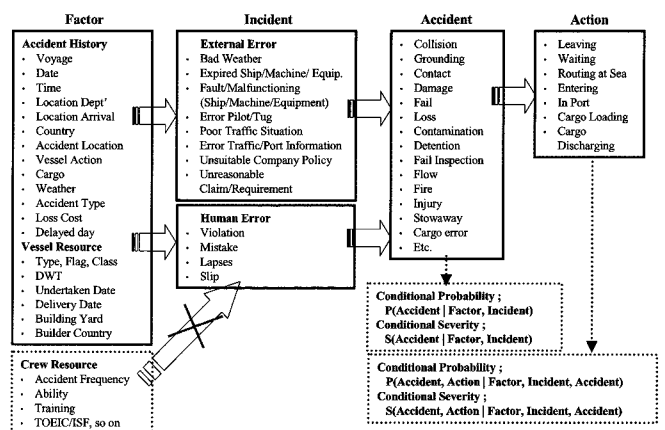 Factor
Accident History
· Voyage
· Date
· Time
· Location Dept'
· Location Arrival
· Country
· Accident Location
· Vessel Action
· Cargo
· Weather
· Accident Type
· Loss Cost
· Delayed day
Vessel Resource
· Type, Flag, Class
· DWT
· Undertaken Date
· Delivery Date
· Building Yard
· Builder Country
Crew Resource
· Accident Frequency
· Ability
· Training
· TOEIC/ISF, so on
Incident
External Error
· Bad Weather
· Expired Ship/Machine/ Equip.
· Fault/Malfunctioning
(Ship/Machine/Equipment)
· Error Pilot/Tug
· Poor Traffic Situation
· Error Traffic/Port Information
· Unsuitable Company Policy
· Unreasonable
Claim/Requirement
Human Error
· Violation
· Mistake
· Lapses
· Slip
Accident
· Collision
· Grounding
· Contact
· Damage
· Fail
· Loss
· Contamination
· Detention
· Fail Inspection
· Flow
· Fire
· Injury
· Stowaway
· Cargo error
· Etc.
Action
· Leaving
· Waiting
· Routing at Sea
· Entering
· In Port
· Cargo Loading
· Cargo
Discharging
Conditional Probability ;
P(Accident | Factor, Incident)
Conditional Severity ;
S(Accident | Factor, Incident)
Conditional Probability ;
P(Accident, Action | Factor, Incident, Accident)
Conditional Severity ;
S(Accident, Action | Factor, Incident, Accident)